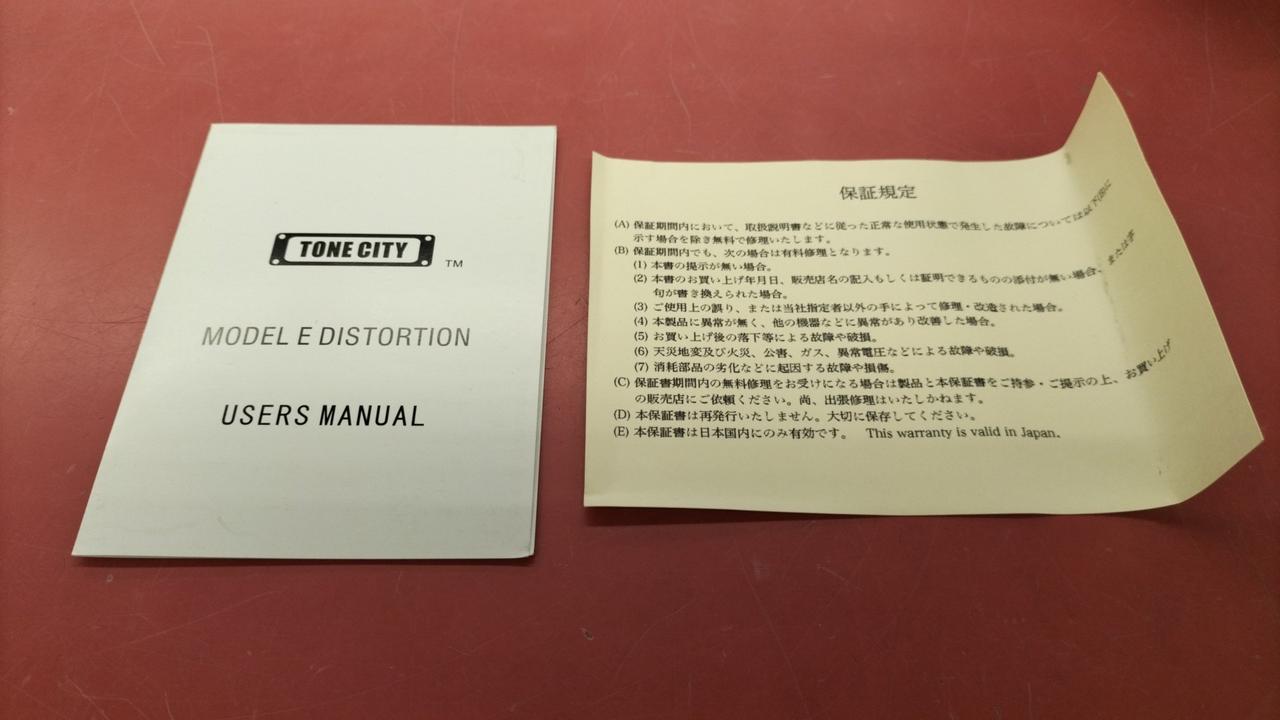 TONE CITY
TM
MODEL E DISTORTION
USERS MANUAL
保証規定
(A) 保証期間内において、取扱説明書などに従った正常な使用状態で発生した故障については以下(B)に
示す場合を除き無料で修理いたします。
(B) 保証期間内でも、次の場合は有料修理となります。
(1) 本書の提示が無い場合。
(2) 本書のお買い上げ年月日、販売店名の記入もしくは証明できるものの添付が無い場合、または字
句が書き換えられた場合。
(3) ご使用上の誤り、または当社指定者以外の手によって修理・改造された場合。
(4) 本製品に異常が無く、他の機器などに異常があり改善した場合。
(5) お買い上げ後の落下等による故障や破損。
(6) 天災地変及び火災、公害、ガス、異常電圧などによる故障や破損。
(7) 消耗部品の劣化などに起因する故障や損傷。
(C) 保証書期間内の無料修理をお受けになる場合は製品と本保証書をご持参・ご提示の上、お買い上げ
の販売店にご依頼ください。尚、出張修理はいたしかねます。
(D) 本保証書は再発行いたしません。大切に保存してください。
(E) 本保証書は日本国内にのみ有効です。 This warranty is valid in Japan.